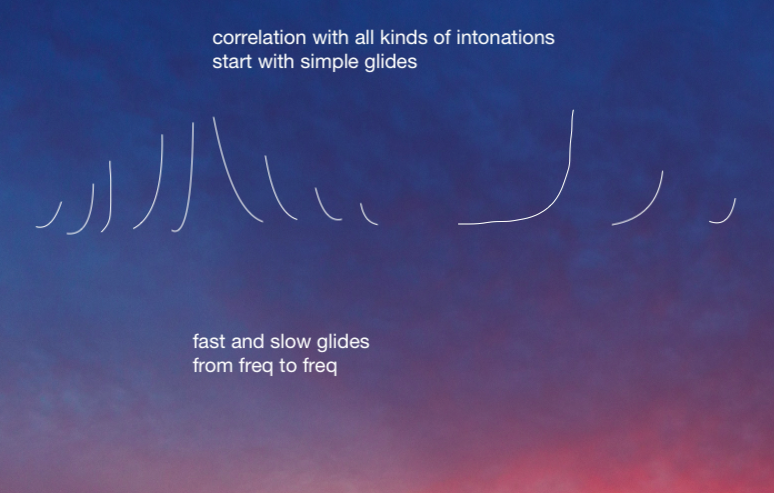 correlation with all kinds of intonations
start with simple glides
fast and slow glides
from freq to freq